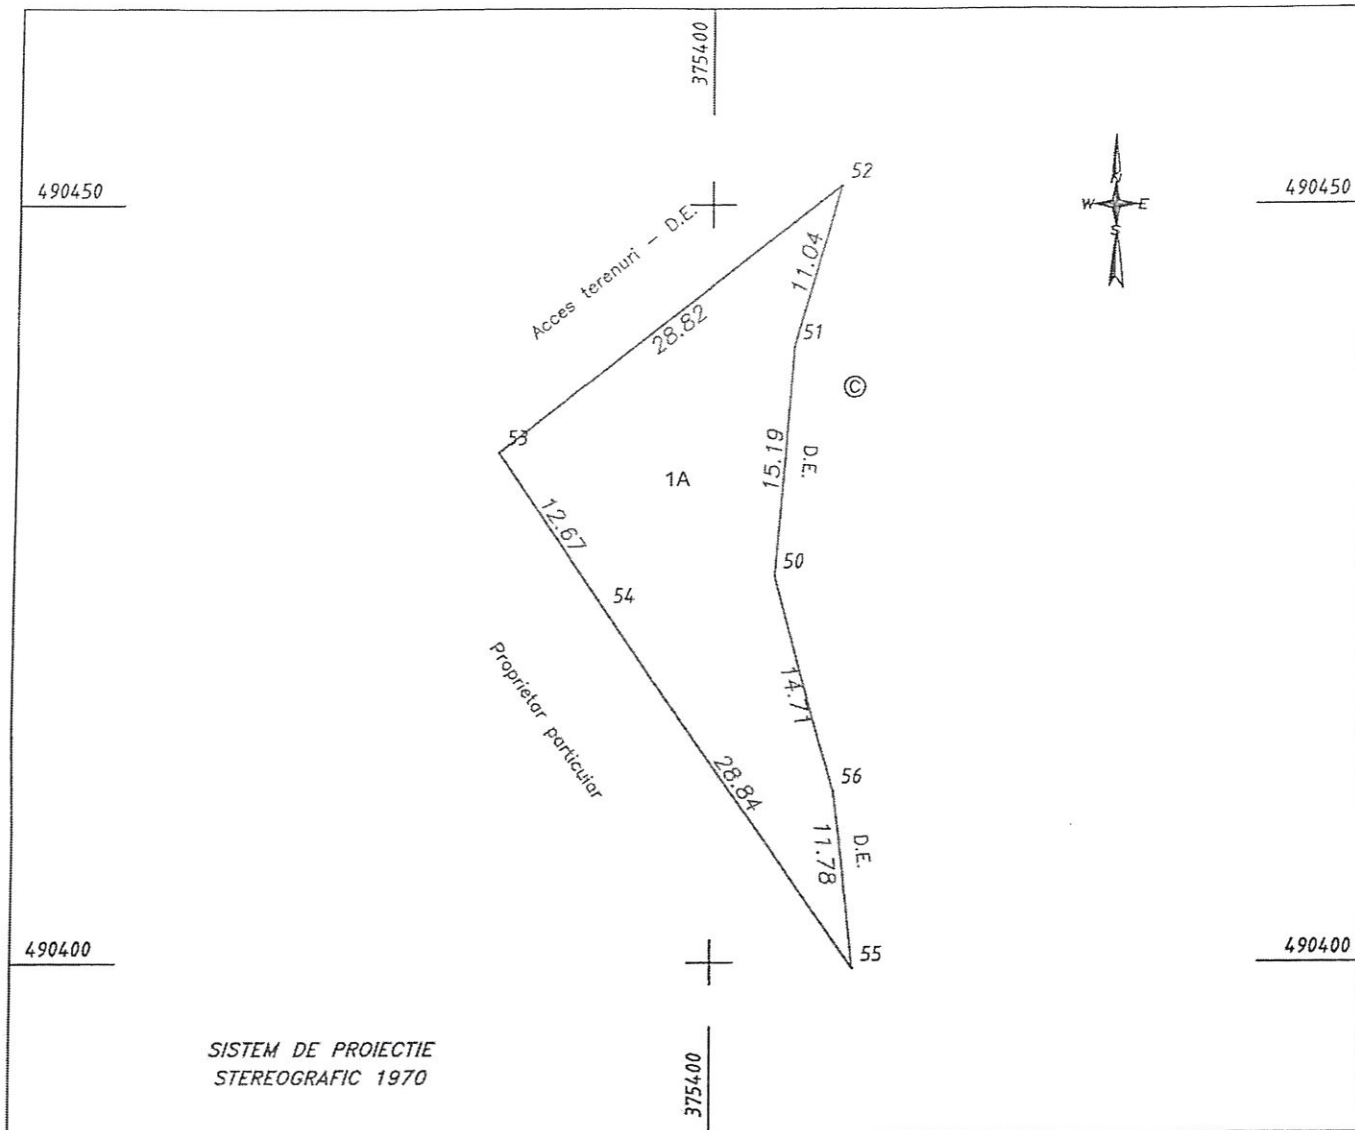 375400
490450
490450
52
N
W E
S
Acces terenuri - D.E.
11.04
28.82
51
©
53
15.19
D.E.
1A
12.67
50
54
Proprietar particular
14.71
28.84
56
11.78
D.E.
490400
490400
55
SISTEM DE PROIECTIE
STEREOGRAFIC 1970
375400